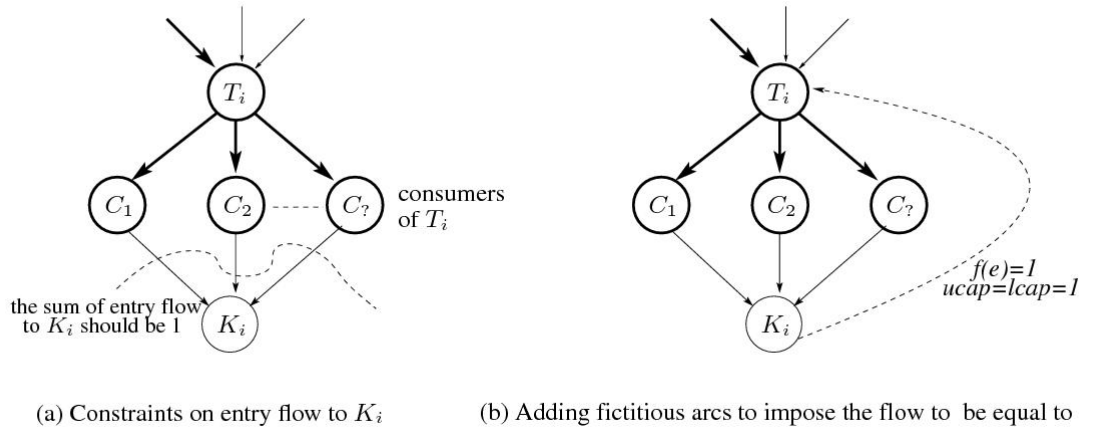 T_i
T_i
C_1
C_2
C_?
consumers
of T_i
C_1
C_2
C_?
the sum of entry flow
to K_i should be 1
K_i
f(e)=1
ucap=lcap=1
K_i
(a) Constraints on entry flow to K_i
(b) Adding fictitious arcs to impose the flow to be equal to